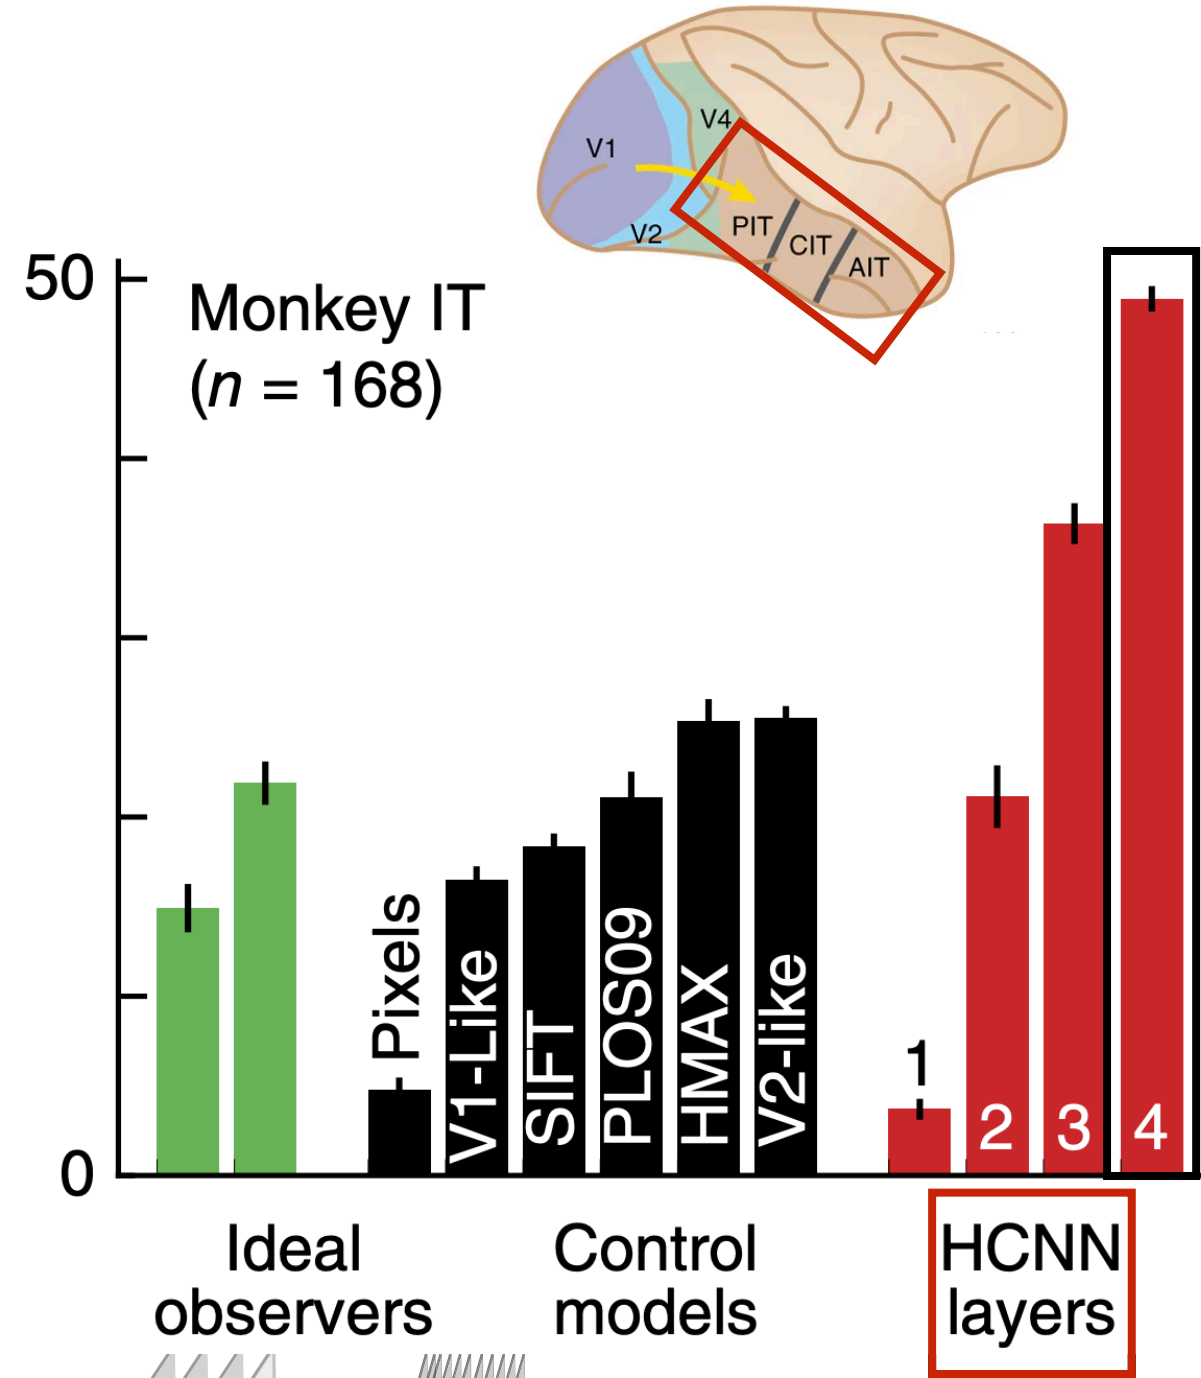 V1
V4
V2
PIT
CIT
AIT
50
Monkey IT
(n = 168)
0
Pixels
V1-Like
SIFT
PLOS09
HMAX
V2-like
1
2
3
4
Ideal
observers
Control
models
HCNN
layers